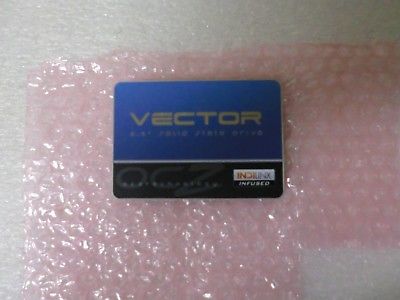 VECTOR
2.5" Solid State Drive
OCZ
INDILINX
INFUSED